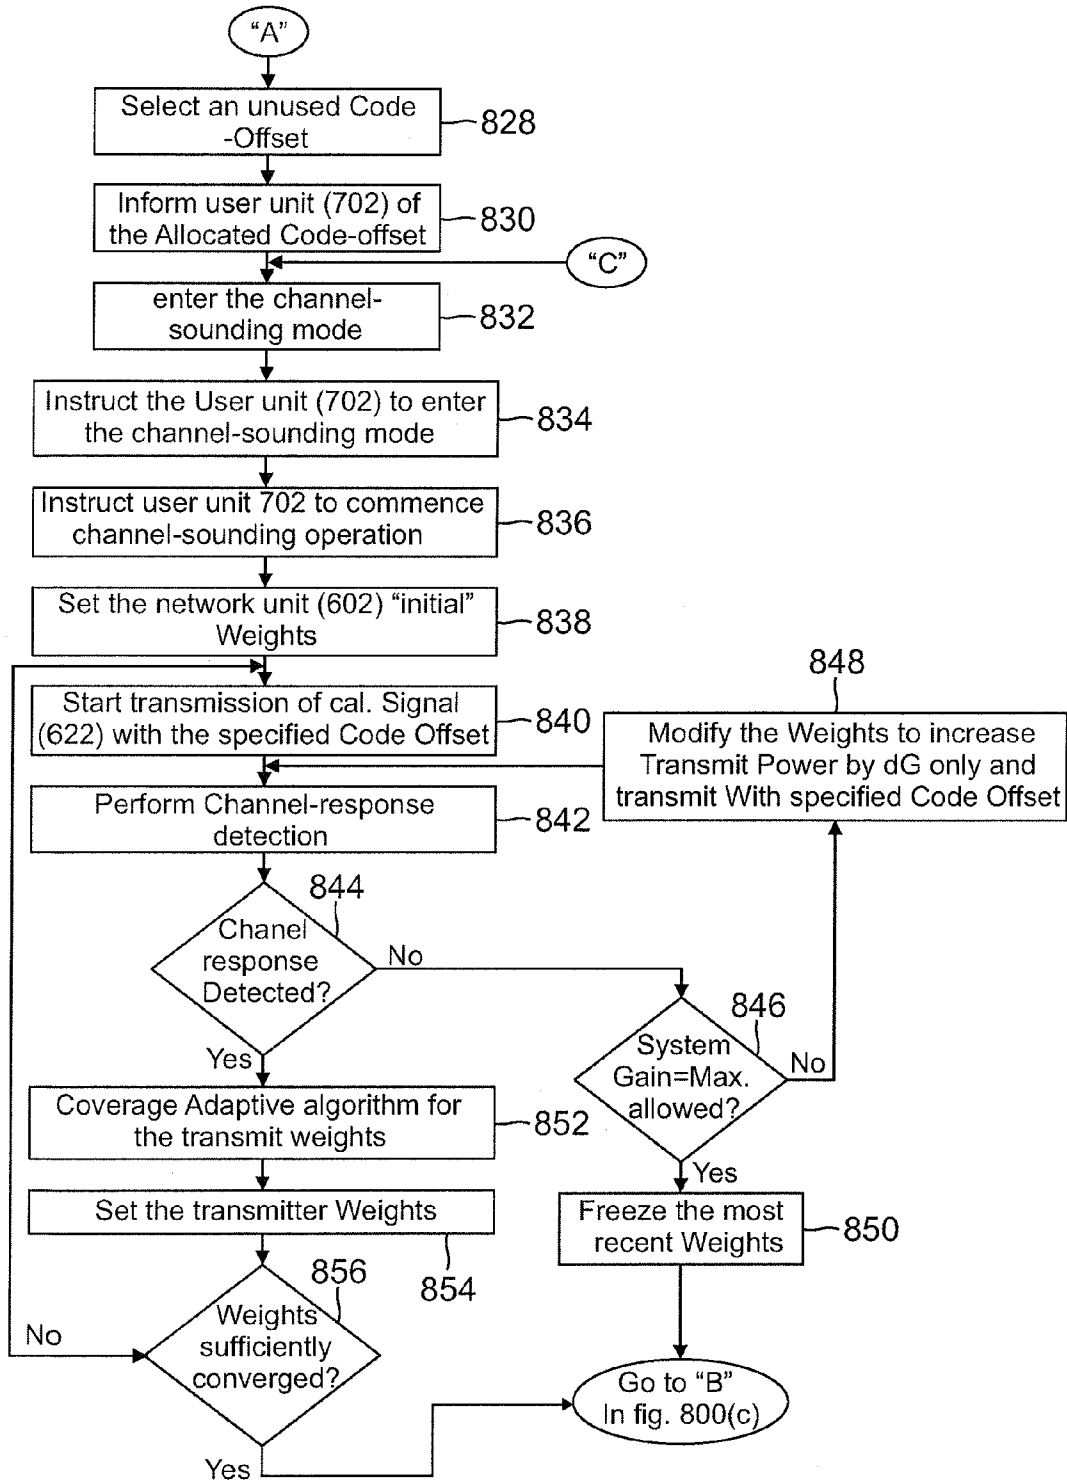 “A”
Select an unused Code
-Offset
828
Inform user unit (702) of
the Allocated Code-offset
830
“C”
enter the channel-
sounding mode
832
Instruct the User unit (702) to enter
the channel-sounding mode
834
Instruct user unit 702 to commence
channel-sounding operation
836
Set the network unit (602) “initial”
Weights
838
848
Start transmission of cal. Signal
(622) with the specified Code Offset
840
Modify the Weights to increase
Transmit Power by dG only and
transmit With specified Code Offset
Perform Channel-response
detection
842
844
Chanel
response
Detected?
No
Yes
846
System
Gain=Max.
allowed?
No
Yes
Coverage Adaptive algorithm for
the transmit weights
852
Set the transmitter Weights
854
Freeze the most
recent Weights
850
856
Weights
sufficiently
converged?
No
Yes
Go to “B”
In fig. 800(c)